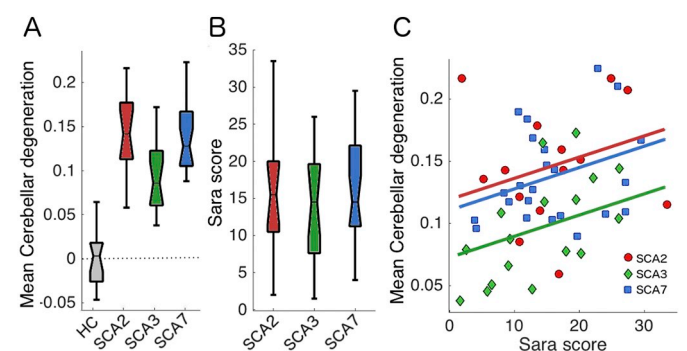 A
Mean Cerebellar degeneration
0.2
0.15
0.1
0.05
0
-0.05
HC
SCA2
SCA3
SCA7
B
Sara score
35
30
25
20
15
10
5
0
SCA2
SCA3
SCA7
C
Mean Cerebellar degeneration
0.2
0.15
0.1
0.05
0
10
20
30
Sara score
SCA2
SCA3
SCA7